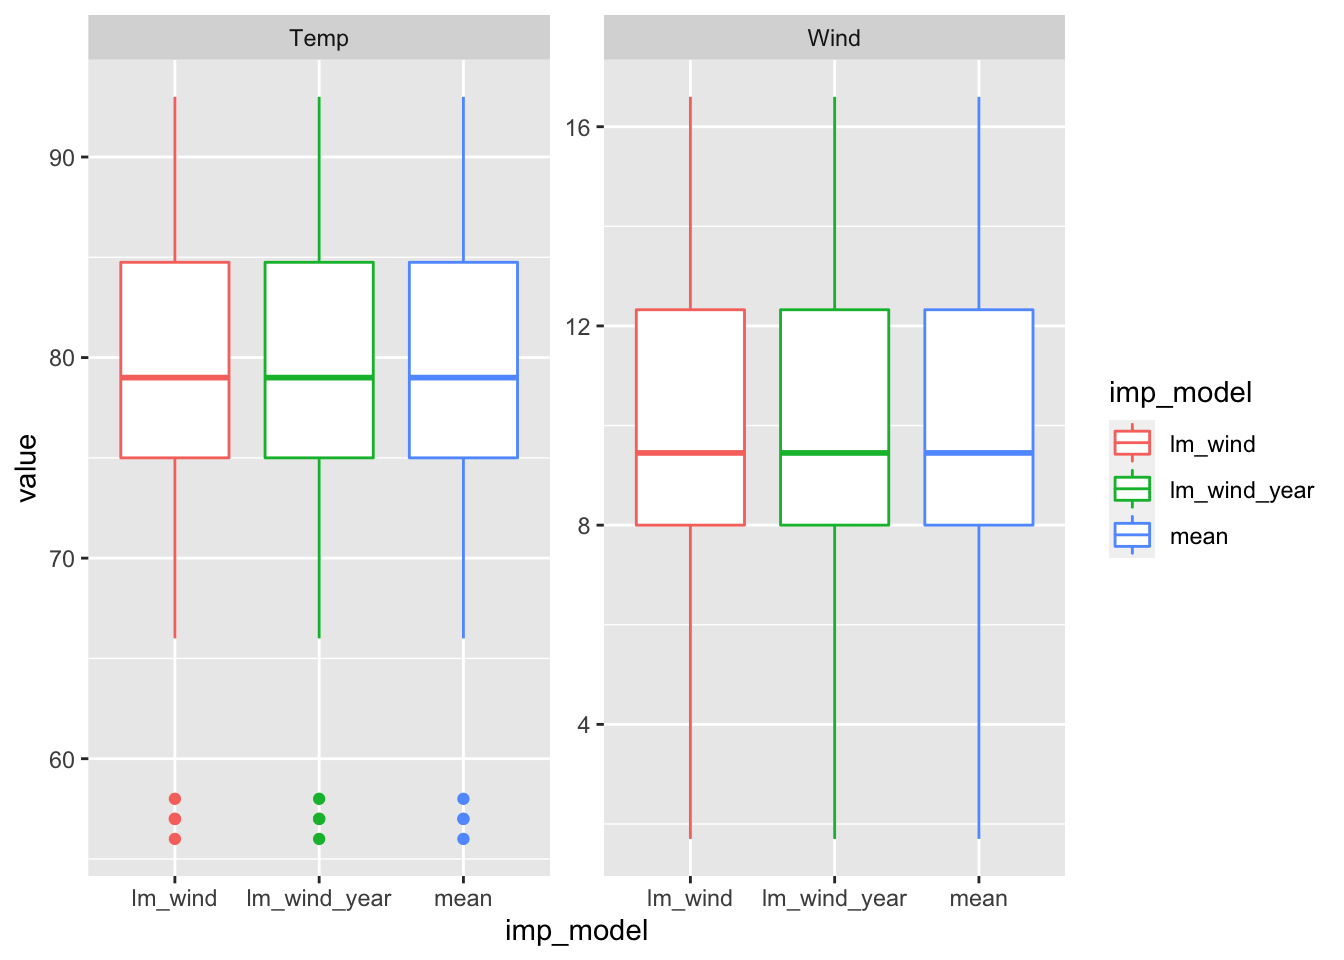 Temp
Wind
90
80
70
60
16
12
8
4
value
lm_wind
lm_wind_year
mean
lm_wind
lm_wind_year
mean
imp_model
imp_model
lm_wind
lm_wind_year
mean